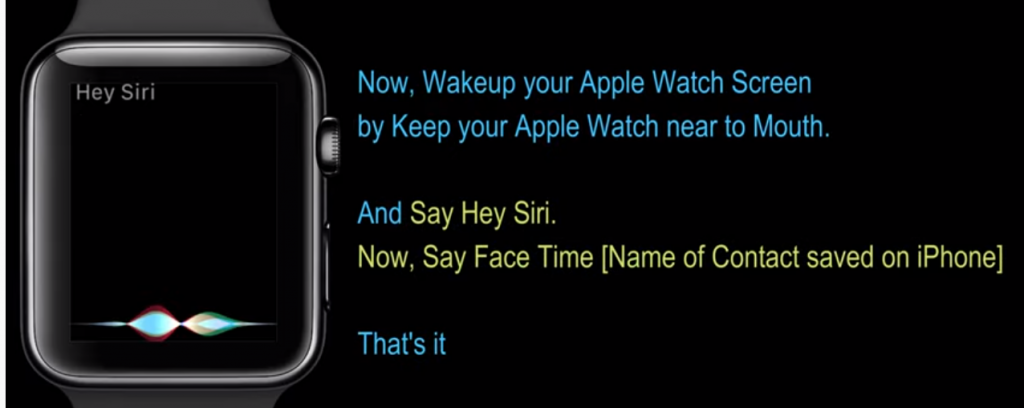 Hey Siri
Now, Wakeup your Apple Watch Screen
by Keep your Apple Watch near to Mouth.
And Say Hey Siri.
Now, Say Face Time [Name of Contact saved on iPhone]
That's it